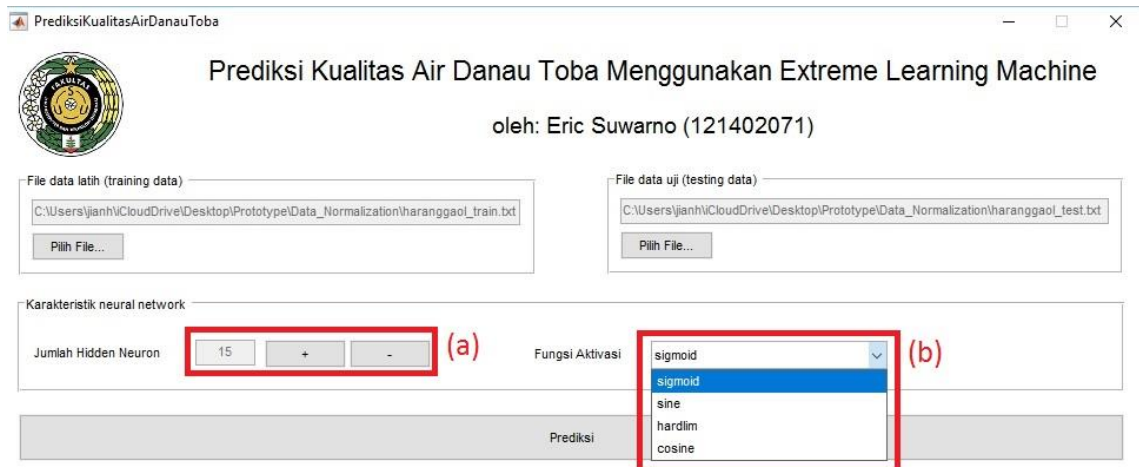 PrediksiKualitasAirDanauToba
Prediksi Kualitas Air Danau Toba Menggunakan Extreme Learning Machine
oleh: Eric Suwarno (121402071)
File data latih (training data)
C:\Users\jianh\iCloudDrive\Desktop\Prototype\Data_Normalization\haranggaol_train.txt
Pilih File...
File data uji (testing data)
C:\Users\jianh\iCloudDrive\Desktop\Prototype\Data_Normalization\haranggaol_test.txt
Pilih File...
Karakteristik neural network
Jumlah Hidden Neuron 15 + - (a) Fungsi Aktivasi sigmoid (b)
sigmoid
sine
hardlim
cosine
Prediksi